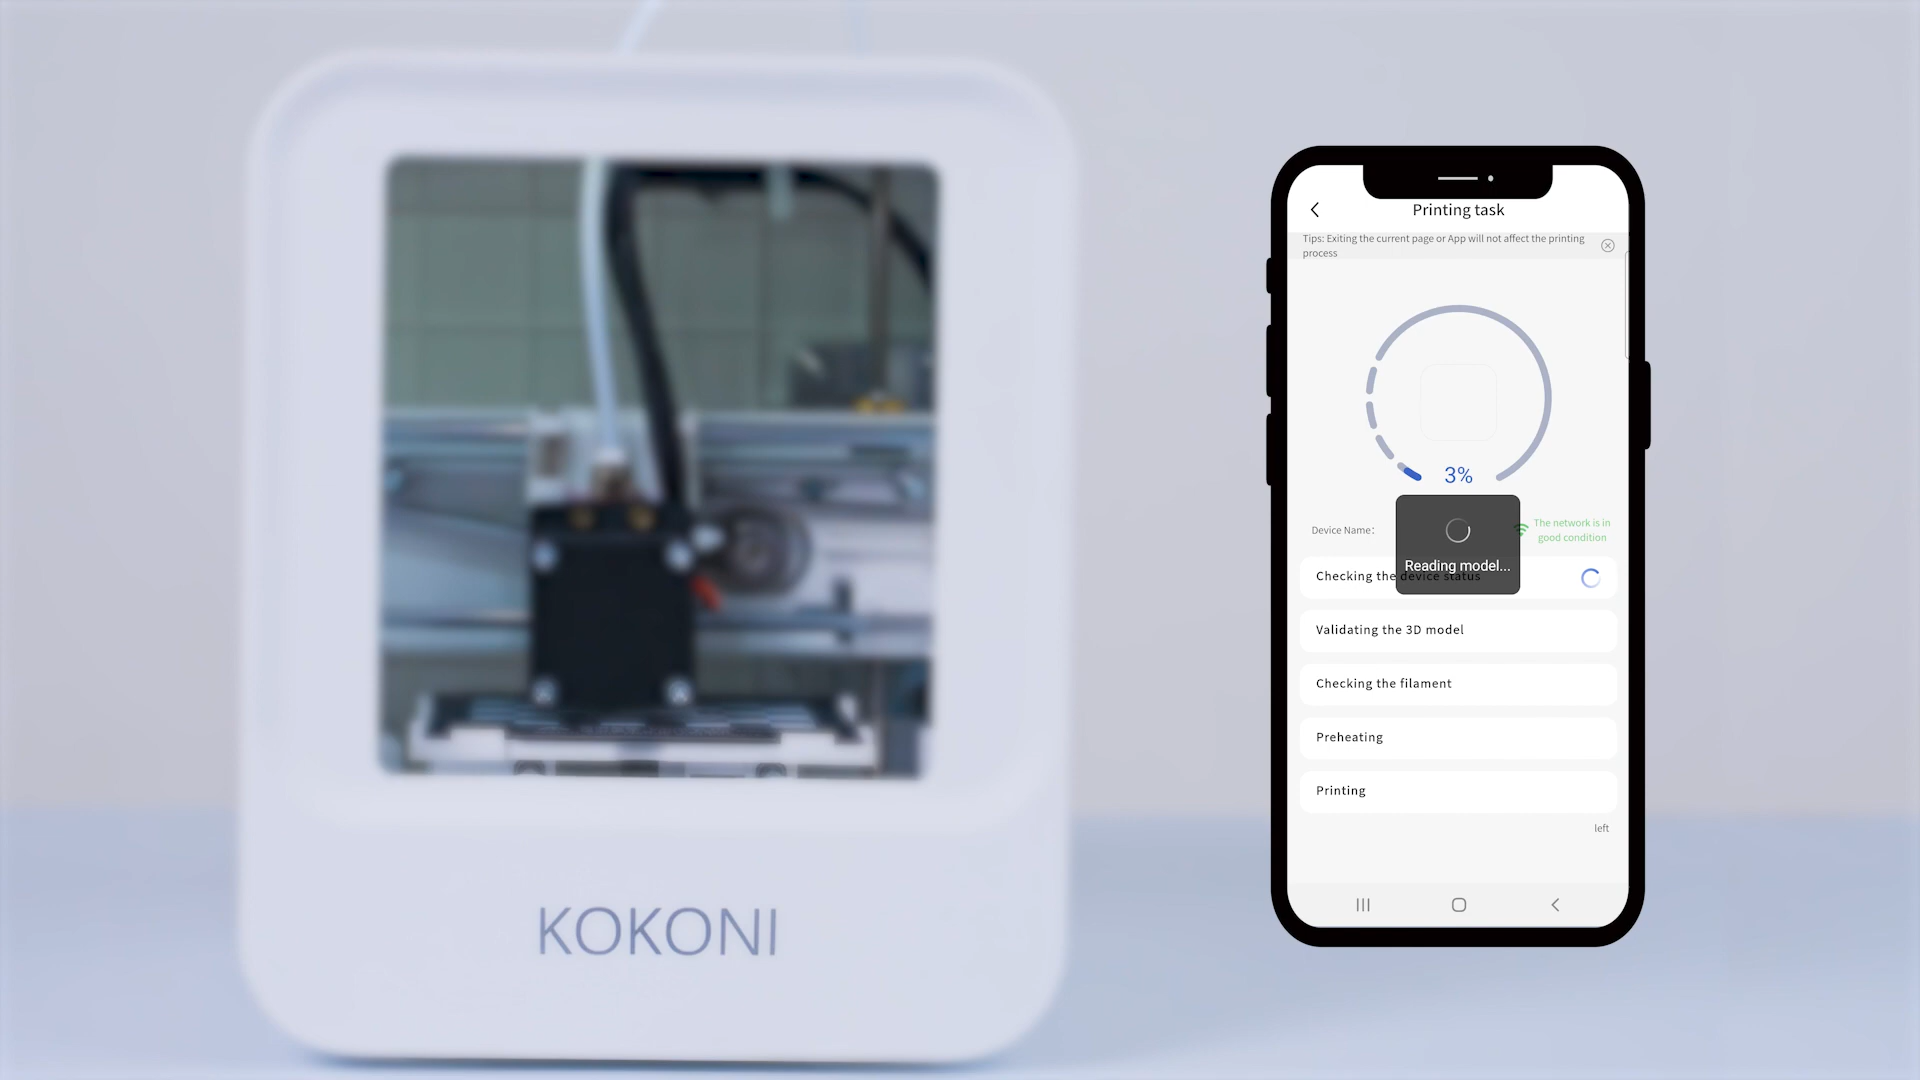 KOKONI
Printing task
Tips: Exiting the current page or App will not affect the printing
process
3%
Device Name:
The network is in
good condition
Reading model...
Checking the device status
Validating the 3D model
Checking the filament
Preheating
Printing
left